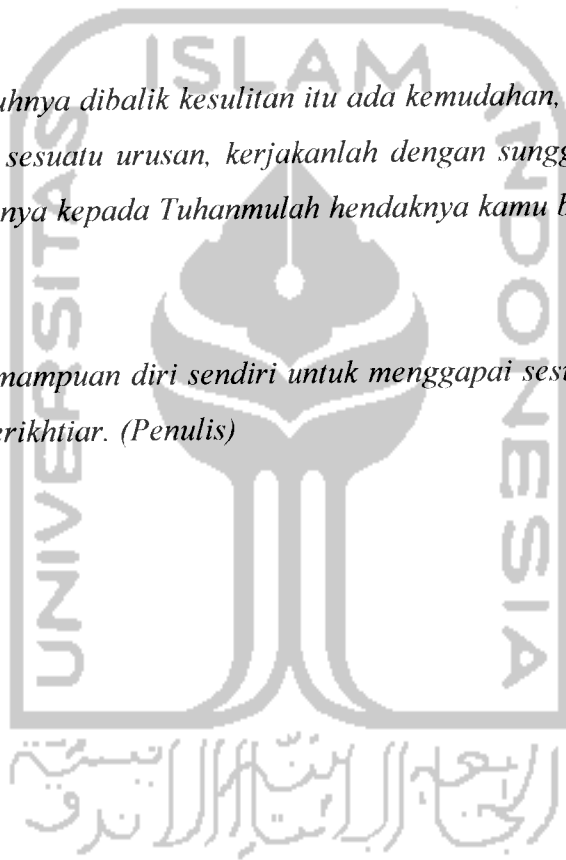 ISLAM
UNIVERSITAS
INDONESIA
uhnya dibalik kesulitan itu ada kemudahan,
sesuatu urusan, kerjakanlah dengan sungg
nya kepada Tuhanmulah hendaknya kamu b
mampuan diri sendiri untuk menggapai sesu
erikhtiar. (Penulis)